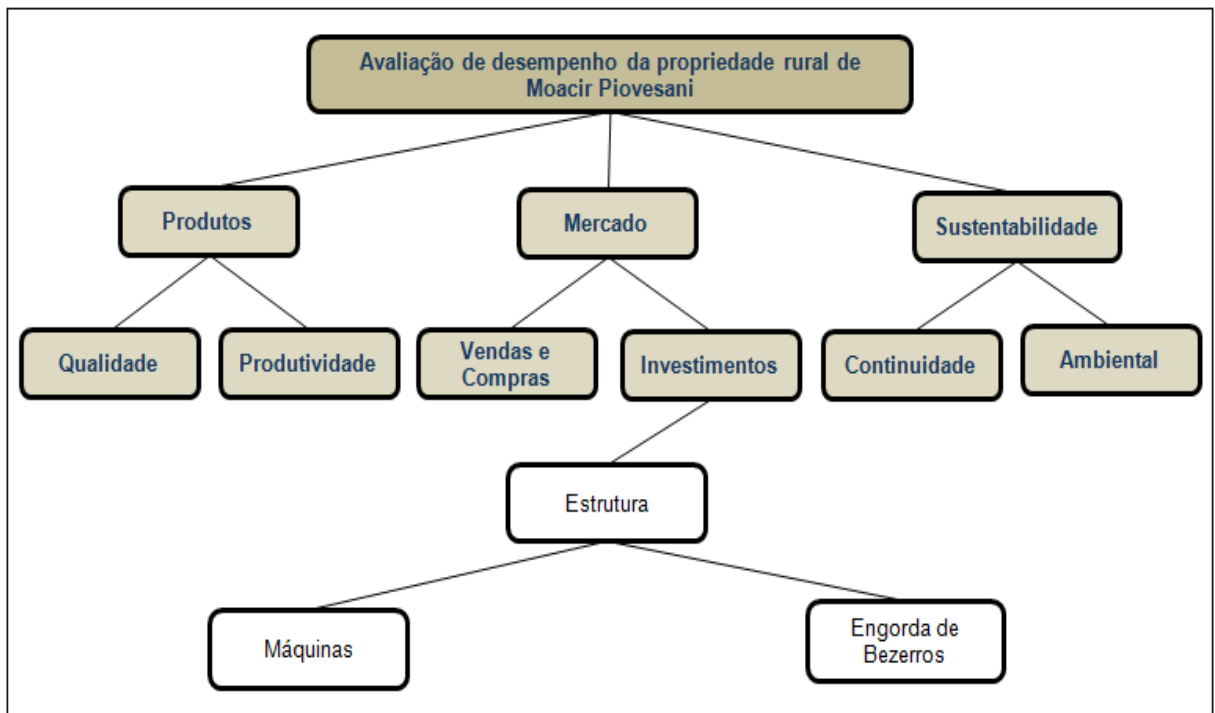 Avaliação de desempenho da propriedade rural de
Moacir Piovesani
Produtos
Mercado
Sustentabilidade
Qualidade
Produtividade
Vendas e
Compras
Investimentos
Continuidade
Ambiental
Estrutura
Máquinas
Engorda de
Bezerros